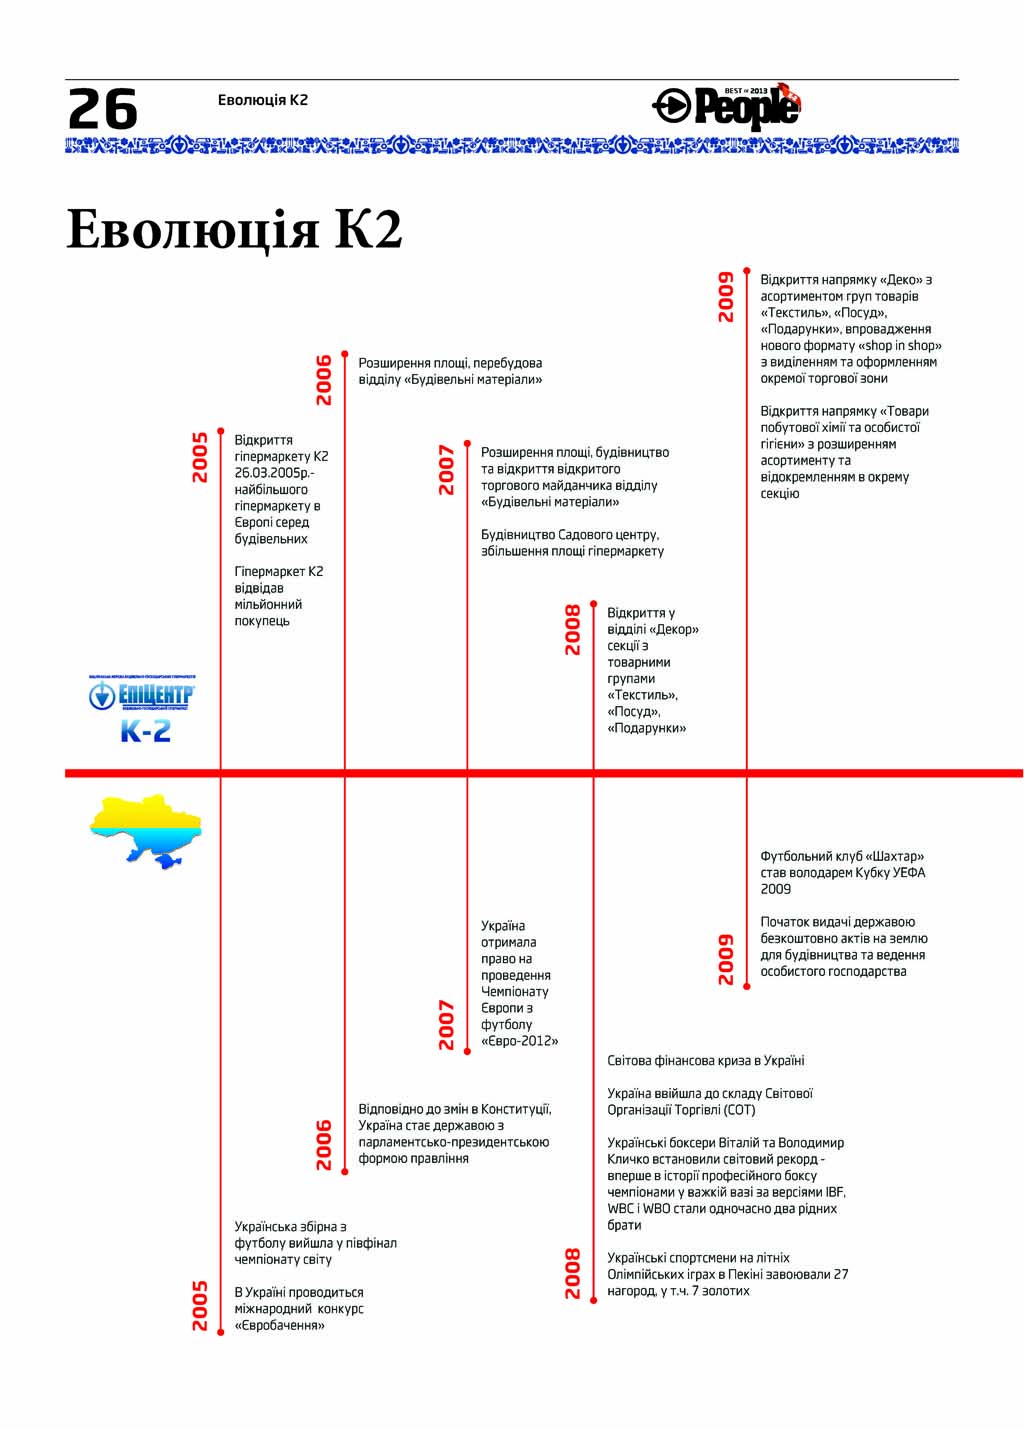 26
Еволюція К2
BEST OF 2013
People
Еволюція К2
2009
Відкриття напрямку «Деко» з
асортиментом груп товарів
«Текстиль», «Посуд»,
«Подарунки», впровадження
нового формату «shop in shop»
з виділенням та оформленням
окремої торгової зони
Відкриття напрямку «Товари
побутової хімії та особистої
гігієни» з розширенням
асортименту та
відокремленням в окрему
секцію
2006
Розширення площі, перебудова
відділу «Будівельні матеріали»
2005
Відкриття
гіпермаркету К2
26.03.2005р.-
найбільшого
гіпермаркету в
Європі серед
будівельних
Гіпермаркет К2
відвідав
мільйонний
покупець
2007
Розширення площі, будівництво
та відкриття відкритого
торгового майданчика відділу
«Будівельні матеріали»
Будівництво Садового центру,
збільшення площі гіпермаркету
2008
Відкриття у
відділі «Декор»
секції з
товарними
групами
«Текстиль»,
«Посуд»,
«Подарунки»
ЕПІЦЕНТР
К-2
Футбольний клуб «Шахтар»
став володарем Кубку УЕФА
2009
Початок видачі державою
безкоштовно актів на землю
для будівництва та ведення
особистого господарства
2009
Україна
отримала
право на
проведення
Чемпіонату
Європи з
футболу
«Євро-2012»
2007
Світова фінансова криза в Україні
Україна ввійшла до складу Світової
Організації Торгівлі (СОТ)
Українські боксери Віталій та Володимир
Кличко встановили світовий рекорд -
вперше в історії професійного боксу
чемпіонами у важкій вазі за версіями IBF,
WBC і WBO стали одночасно два рідних
брати
Українські спортсмени на літніх
Олімпійських іграх в Пекіні завоювали 27
нагород, у т.ч. 7 золотих
2008
Відповідно до змін в Конституції,
Україна стає державою з
парламентсько-президентською
формою правління
2006
Українська збірна з
футболу вийшла у півфінал
чемпіонату світу
В Україні проводиться
міжнародний конкурс
«Євробачення»
2005